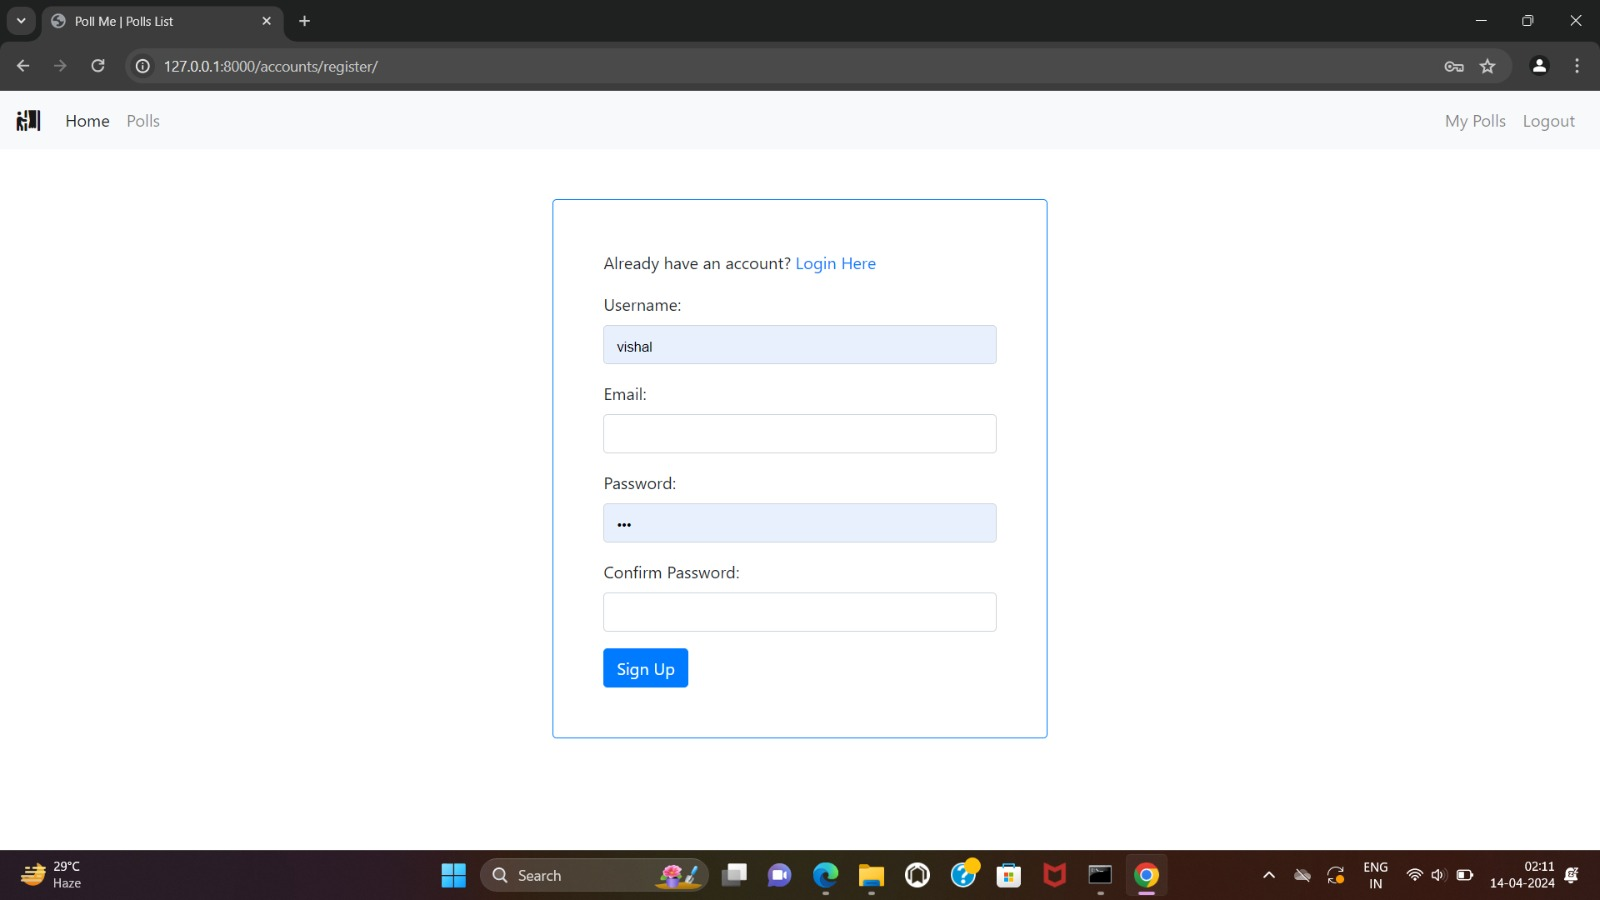 Poll Me | Polls List
127.0.0.1:8000/accounts/register/
Home Polls My Polls Logout
Already have an account? Login Here
Username:
vishal
Email:
Password:
•••
Confirm Password:
Sign Up
29°C
Haze
Search
ENG
IN
02:11
14-04-2024